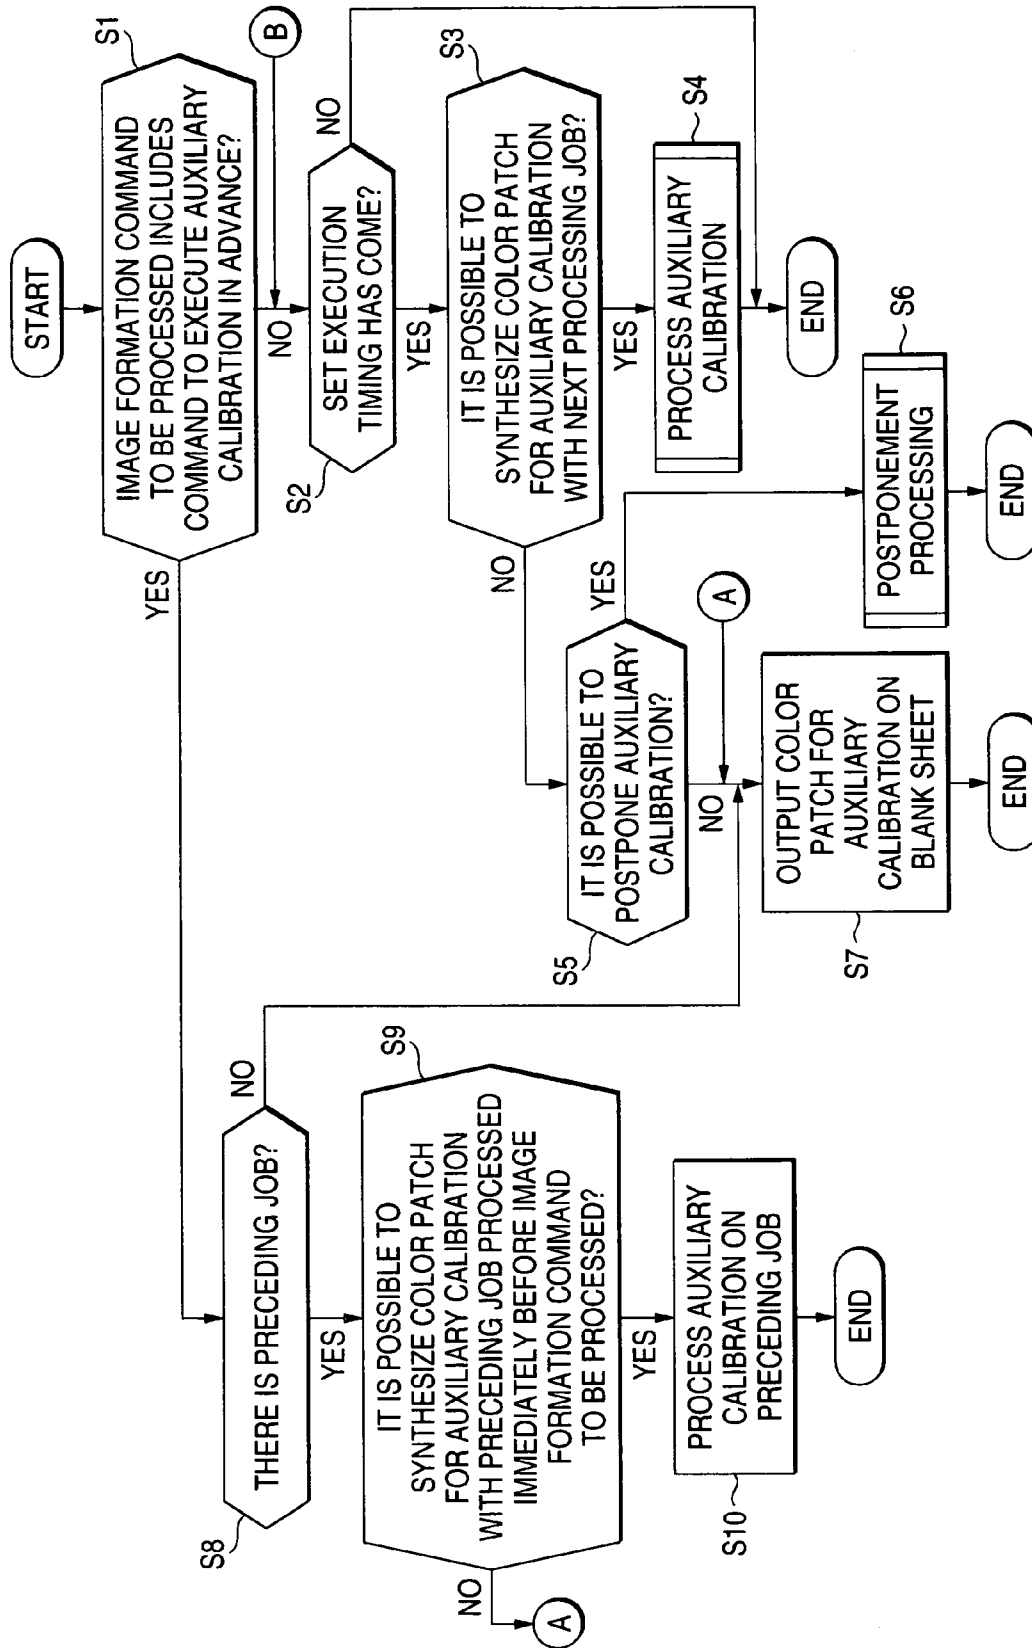 START
S1
IMAGE FORMATION COMMAND
TO BE PROCESSED INCLUDES
COMMAND TO EXECUTE AUXILIARY
CALIBRATION IN ADVANCE?
YES
NO
B
S2
SET EXECUTION
TIMING HAS COME?
NO
YES
S3
IT IS POSSIBLE TO
SYNTHESIZE COLOR PATCH
FOR AUXILIARY CALIBRATION
WITH NEXT PROCESSING JOB?
NO
YES
S4
PROCESS AUXILIARY
CALIBRATION
END
S5
IT IS POSSIBLE TO
POSTPONE AUXILIARY
CALIBRATION?
YES
NO
A
S6
POSTPONEMENT
PROCESSING
END
S7
OUTPUT COLOR
PATCH FOR
AUXILIARY
CALIBRATION ON
BLANK SHEET
END
S8
THERE IS PRECEDING JOB?
NO
YES
S9
IT IS POSSIBLE TO
SYNTHESIZE COLOR PATCH
FOR AUXILIARY CALIBRATION
WITH PRECEDING JOB PROCESSED
IMMEDIATELY BEFORE IMAGE
FORMATION COMMAND
TO BE PROCESSED?
NO
A
YES
S10
PROCESS AUXILIARY
CALIBRATION ON
PRECEDING JOB
END